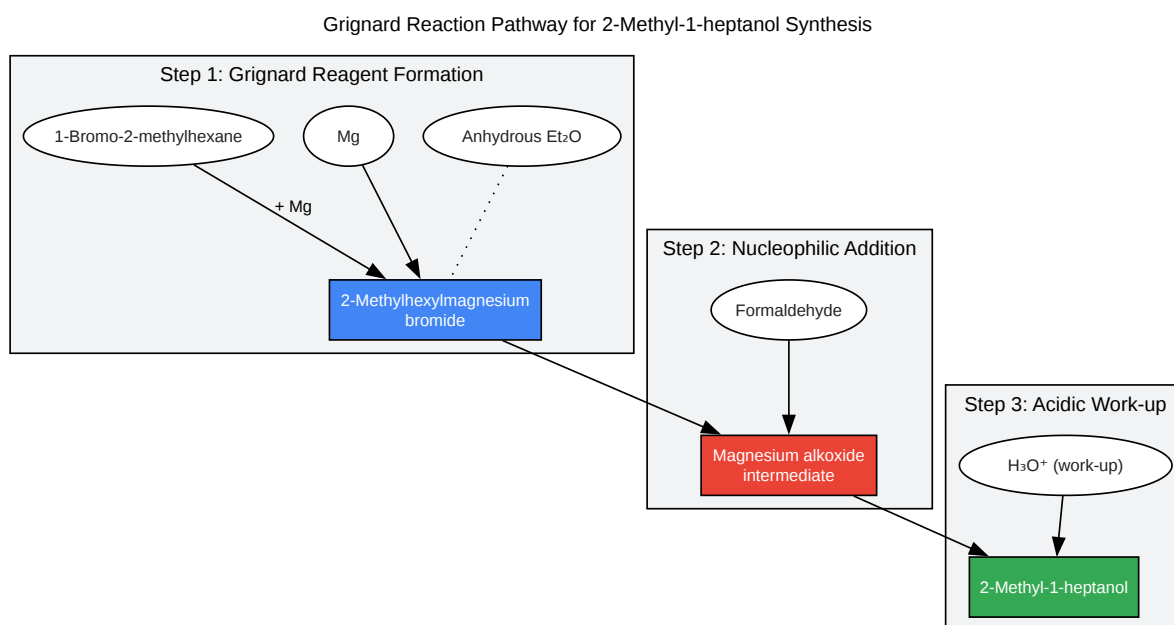 Grignard Reaction Pathway for 2-Methyl-1-heptanol Synthesis
Step 1: Grignard Reagent Formation
1-Bromo-2-methylhexane
Mg
Anhydrous Et₂O
+ Mg
2-Methylhexylmagnesium
bromide
Step 2: Nucleophilic Addition
Formaldehyde
Magnesium alkoxide
intermediate
Step 3: Acidic Work-up
H₃O⁺ (work-up)
2-Methyl-1-heptanol